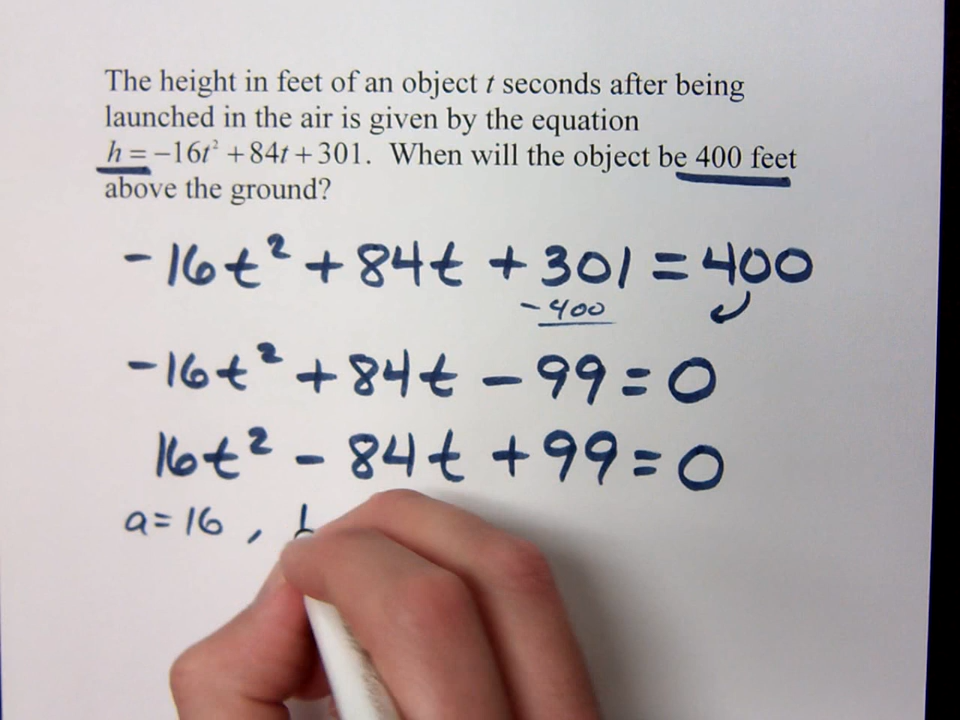 The height in feet of an object t seconds after being
launched in the air is given by the equation
h = −16t² + 84t + 301. When will the object be 400 feet
above the ground?
-16t² + 84t + 301 = 400
-400
-16t² + 84t - 99 = 0
16t² - 84t + 99 = 0
a = 16 ,